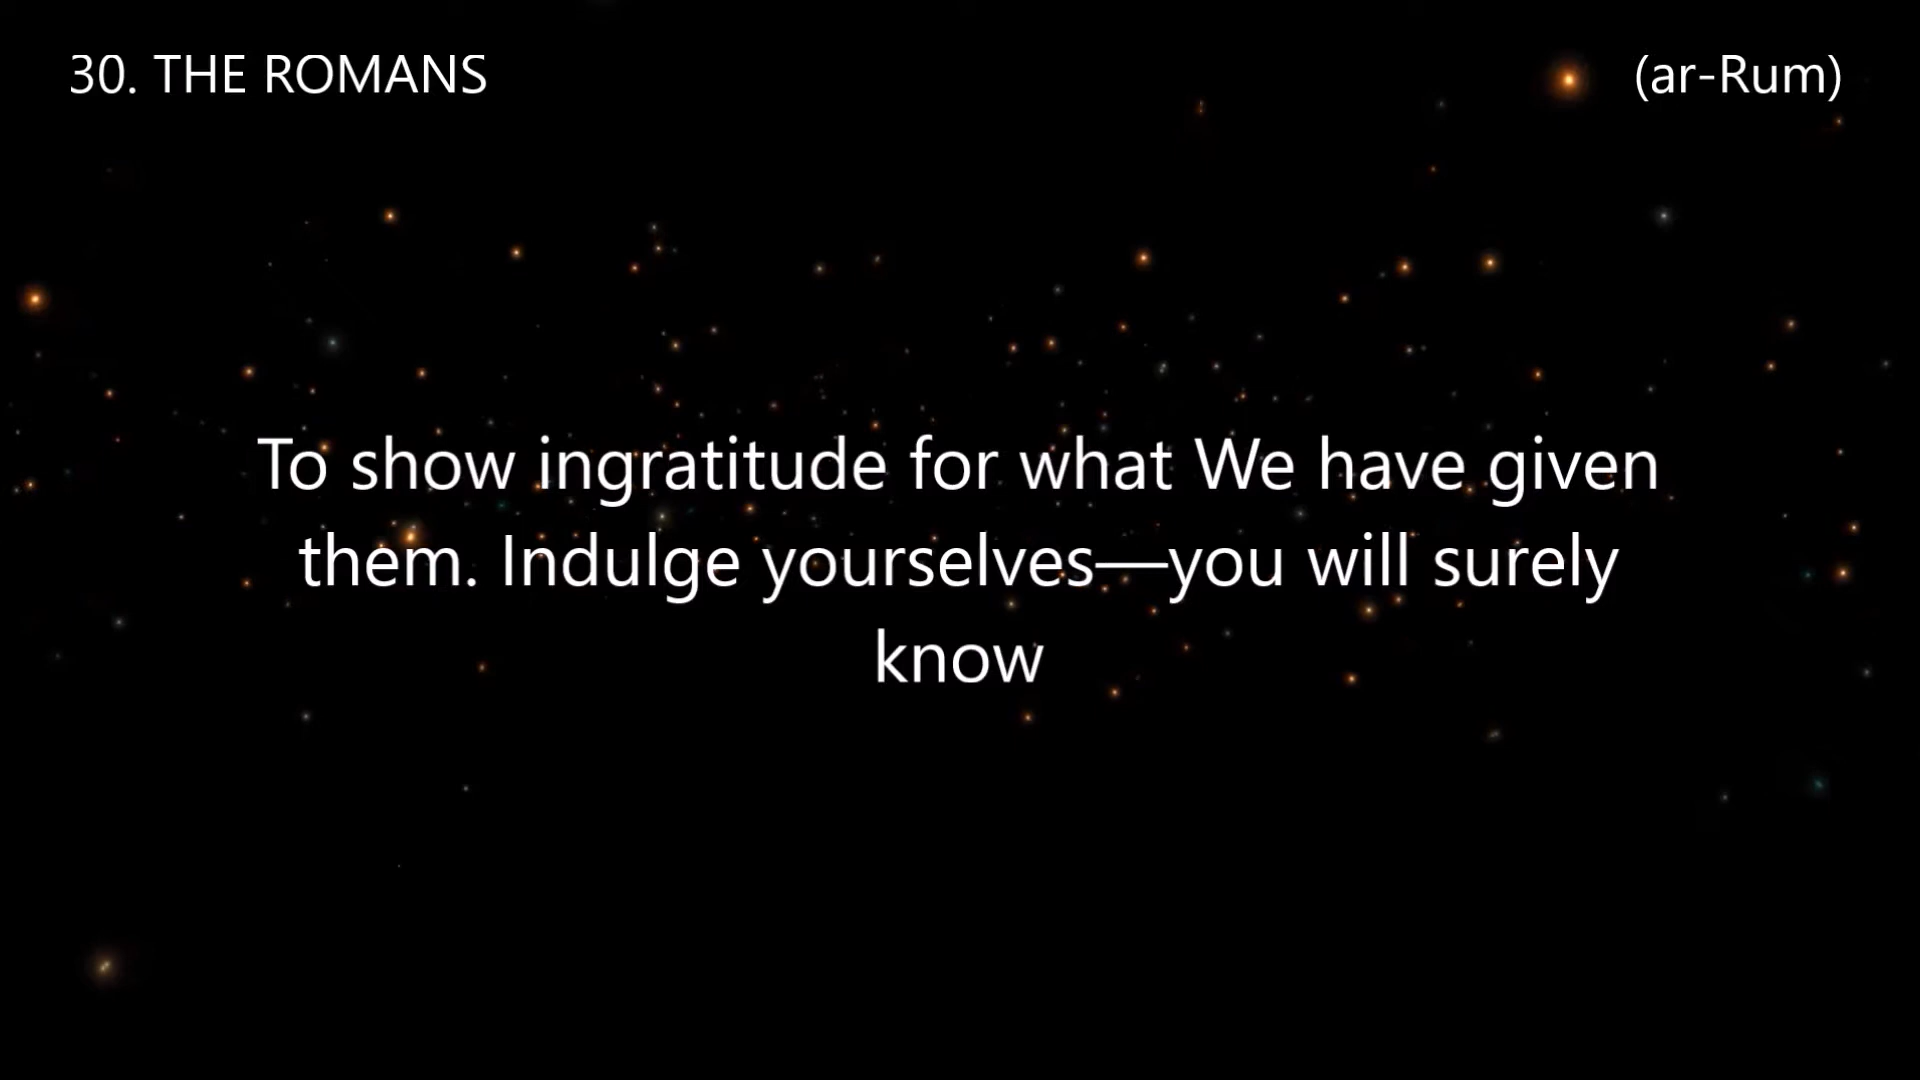 30. THE ROMANS
(ar-Rum)
To show ingratitude for what We have given
them. Indulge yourselves—you will surely
know